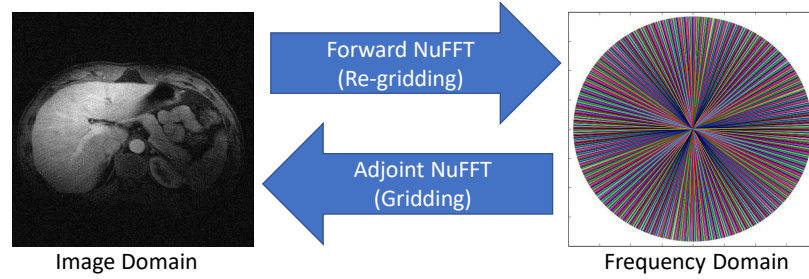 Forward NuFFT
(Re-gridding)
Adjoint NuFFT
(Gridding)
Image Domain
Frequency Domain